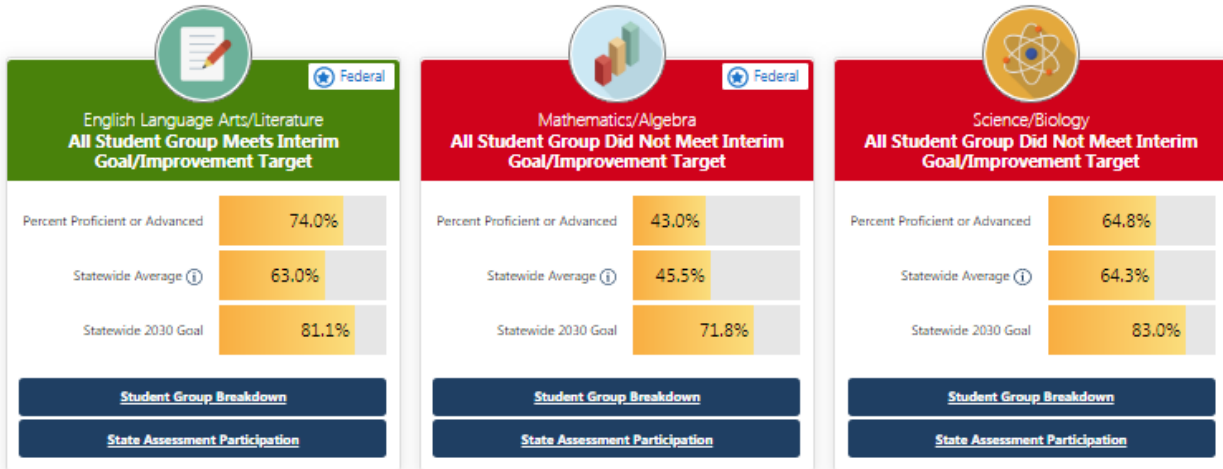 Federal
English Language Arts/Literature
All Student Group Meets Interim
Goal/Improvement Target
Percent Proficient or Advanced
74.0%
Statewide Average
63.0%
Statewide 2030 Goal
81.1%
Student Group Breakdown
State Assessment Participation
Federal
Mathematics/Algebra
All Student Group Did Not Meet Interim
Goal/Improvement Target
Percent Proficient or Advanced
43.0%
Statewide Average
45.5%
Statewide 2030 Goal
71.8%
Student Group Breakdown
State Assessment Participation
Science/Biology
All Student Group Did Not Meet Interim
Goal/Improvement Target
Percent Proficient or Advanced
64.8%
Statewide Average
64.3%
Statewide 2030 Goal
83.0%
Student Group Breakdown
State Assessment Participation